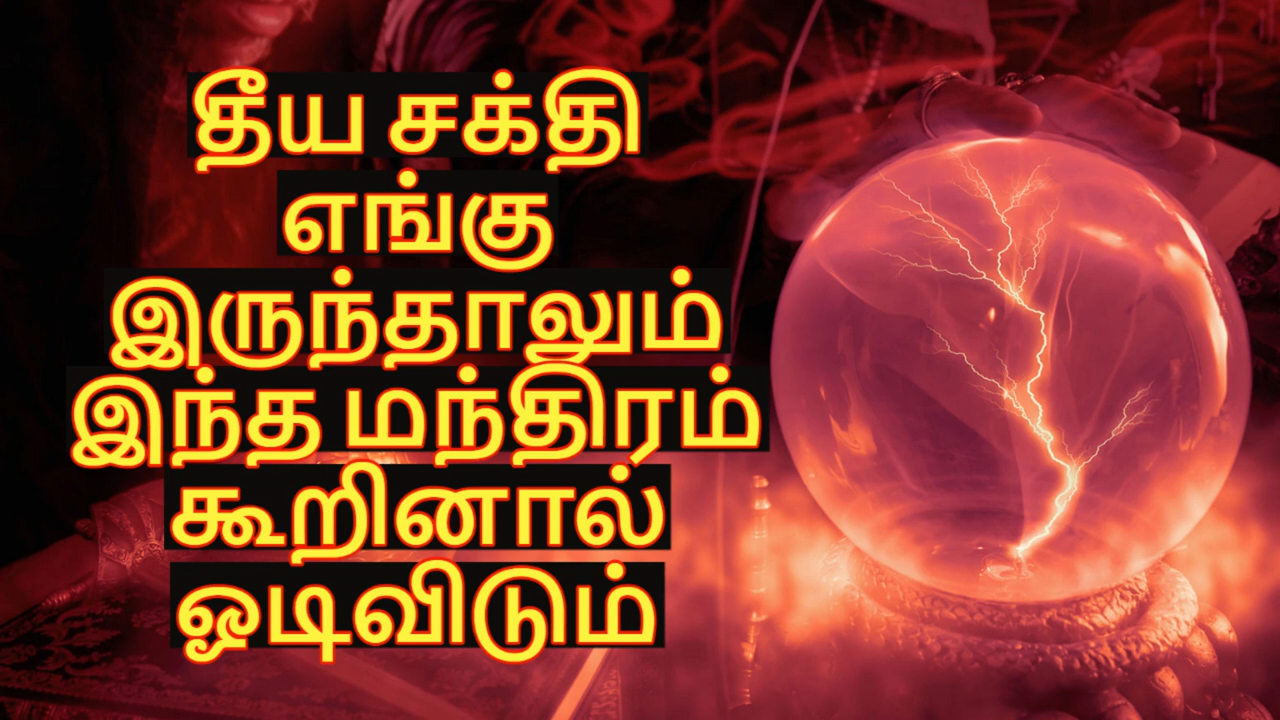 தீய சக்தி
எங்கு
இருந்தாலும்
இந்த மந்திரம்
கூறினால்
ஓடிவிடும்